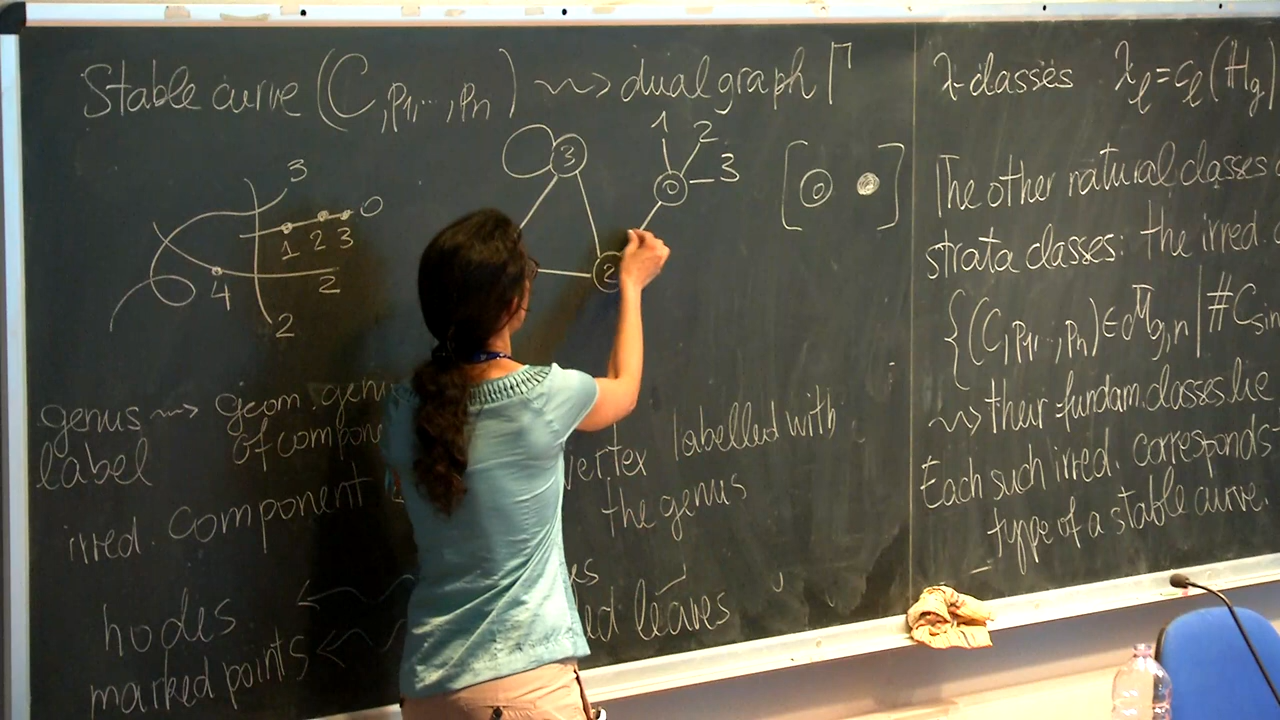 Stable curve (C, p1, ..., pn) ⇝ dual graph Γ
3
0
1 2 3
4
2
2
3
2
0
1 2
3
[ 0 ]
genus ⇝ geom.
label of
irred. component
vertex labelled with
the genus
nodes
marked points
leaves
λ-classes λℓ = cℓ(Hg)
The other natural classes
strata classes: the irred.
{(C, p1, ..., pn) ∈ M̄g,n | # Csin
⇝ their fundam. classes lie
Each such irred. corresponds
type of a stable curve.